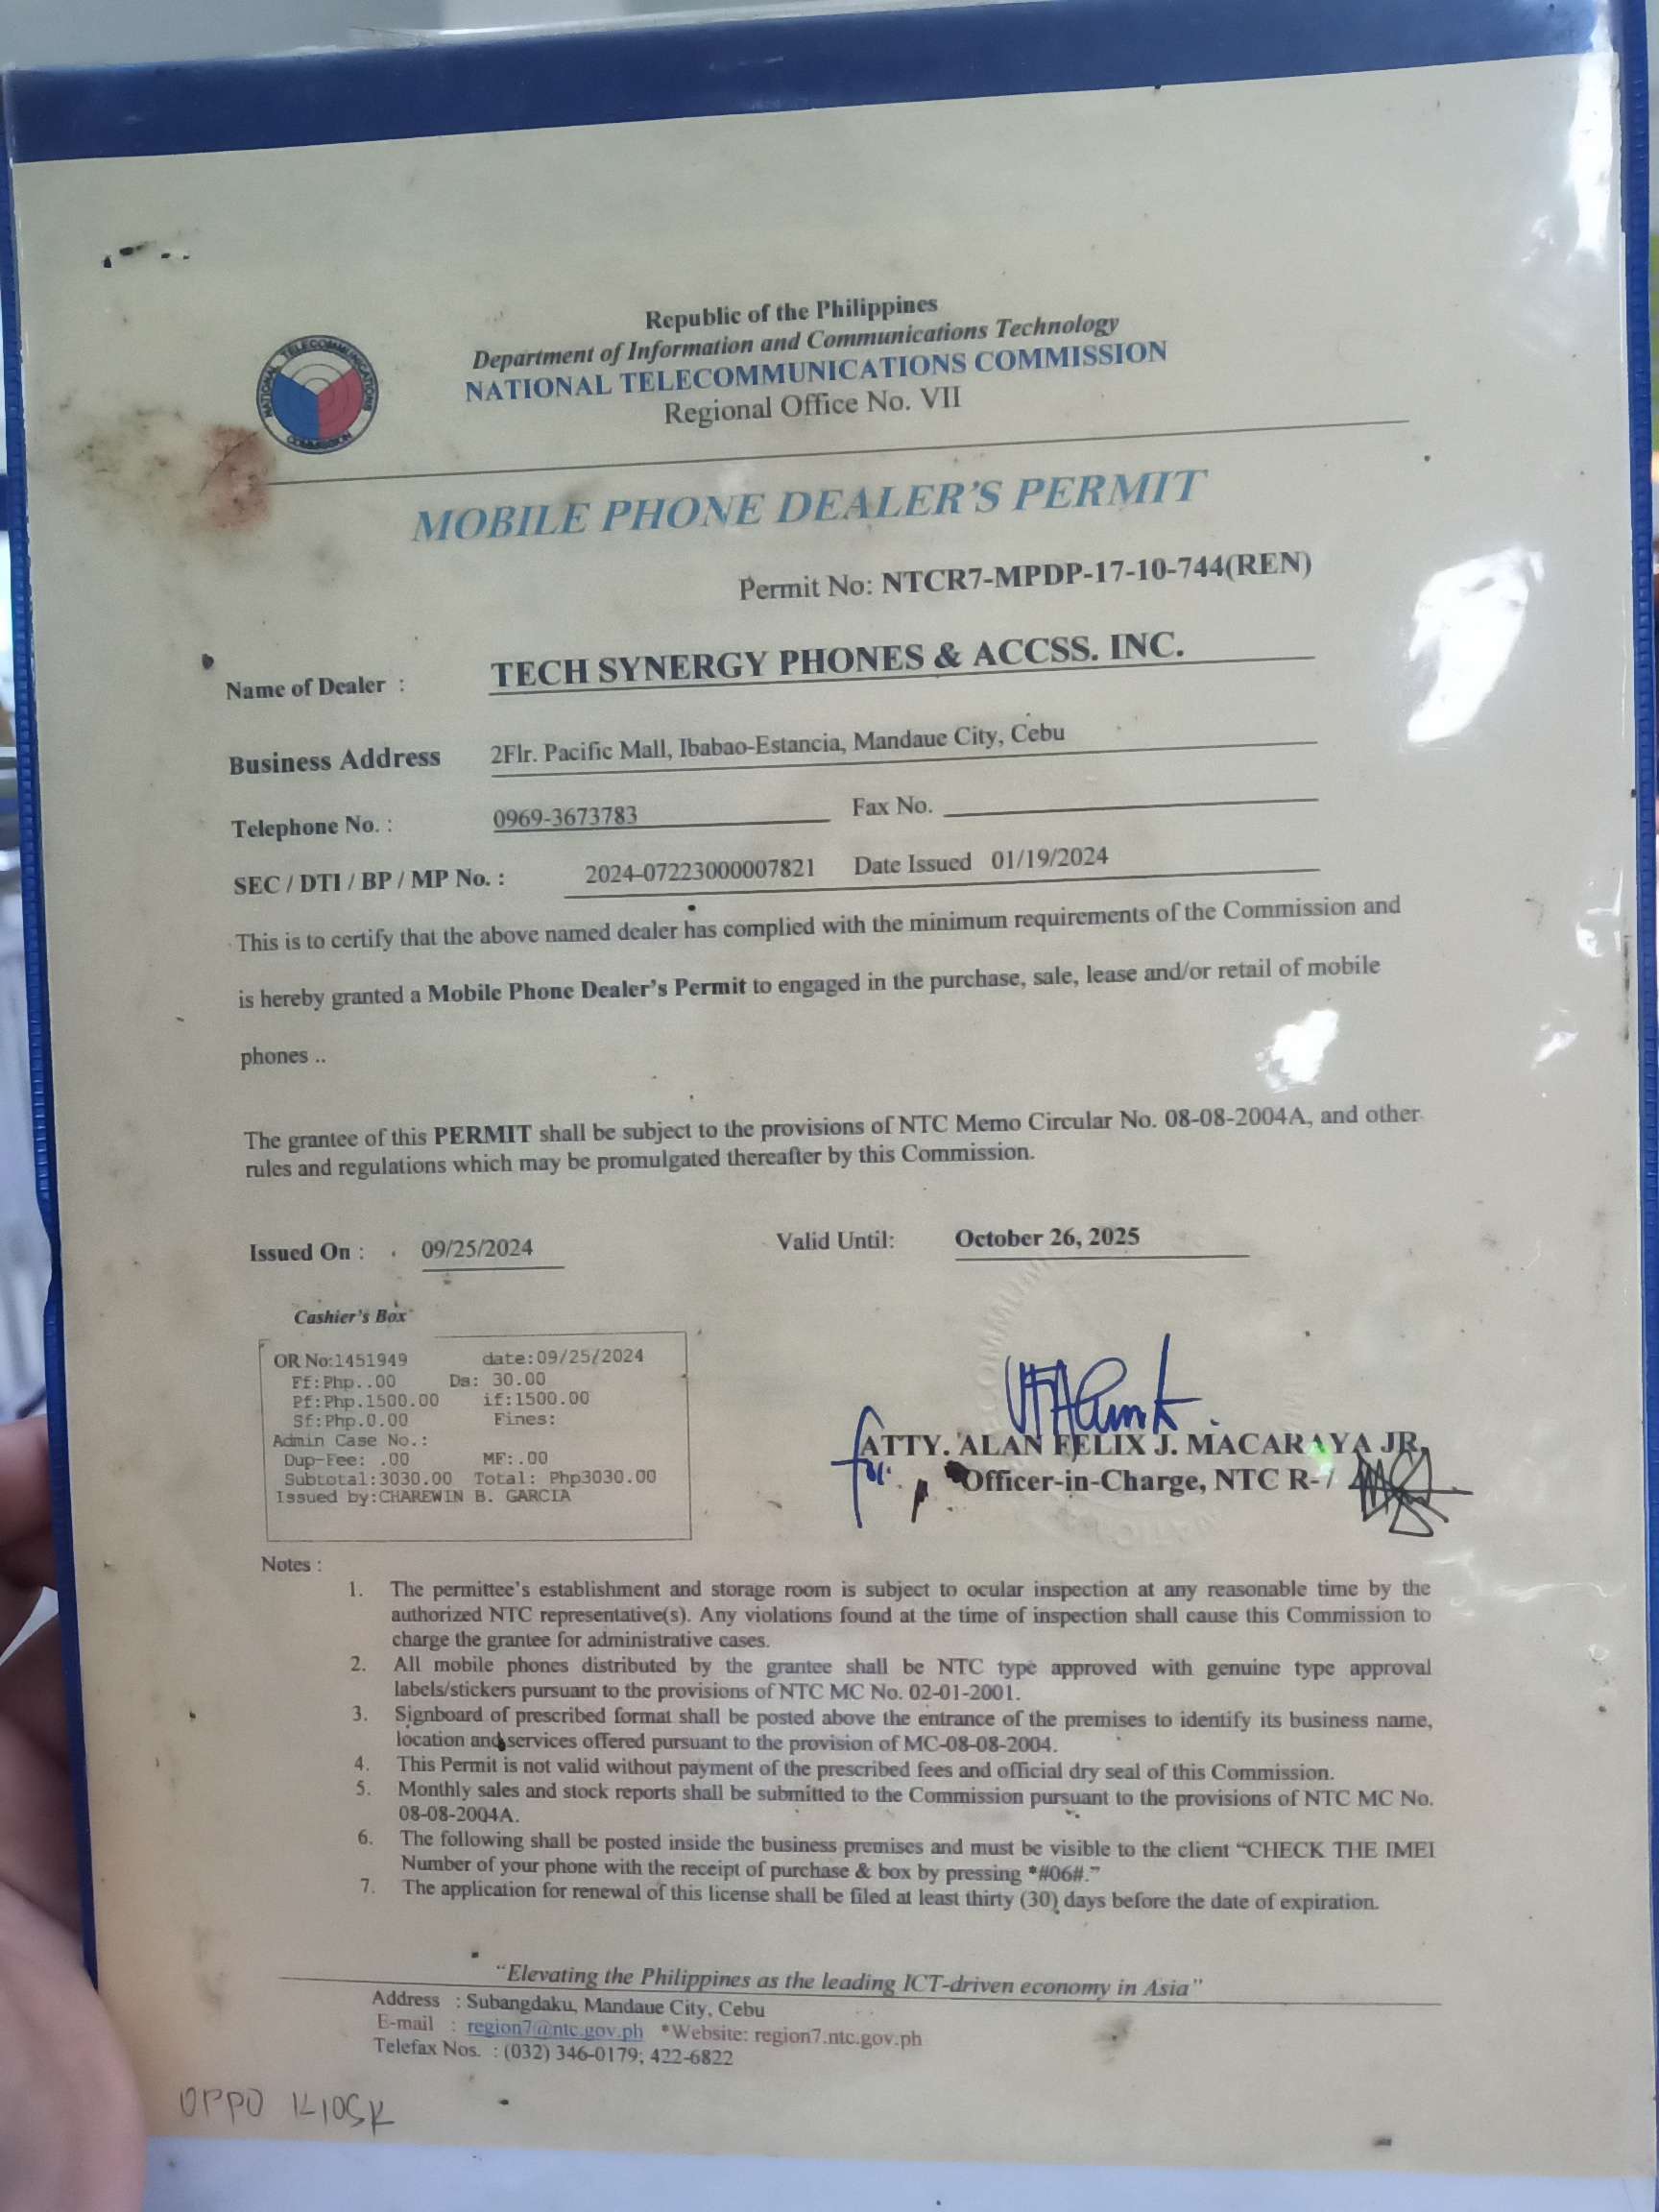 Republic of the Philippines
Department of Information and Communications Technology
NATIONAL TELECOMMUNICATIONS COMMISSION
Regional Office No. VII
NATIONAL TELECOMMUNICATIONS COMMISSION
MOBILE PHONE DEALER'S PERMIT
Permit No: NTCR7-MPDP-17-10-744(REN)
Name of Dealer : TECH SYNERGY PHONES & ACCSS. INC.
Business Address 2Flr. Pacific Mall, Ibabao-Estancia, Mandaue City, Cebu
Telephone No. : 0969-3673783 Fax No.
SEC / DTI / BP / MP No. : 2024-07223000007821 Date Issued 01/19/2024
This is to certify that the above named dealer has complied with the minimum requirements of the Commission and
is hereby granted a Mobile Phone Dealer's Permit to engaged in the purchase, sale, lease and/or retail of mobile
phones ..
The grantee of this PERMIT shall be subject to the provisions of NTC Memo Circular No. 08-08-2004A, and other
rules and regulations which may be promulgated thereafter by this Commission.
Issued On : 09/25/2024 Valid Until: October 26, 2025
Cashier's Box
OR No:1451949 date:09/25/2024
Ff:Php..00 Ds: 30.00
Pf:Php.1500.00 if:1500.00
Sf:Php.0.00 Fines:
Admin Case No.:
Dup-Fee: .00 MF:.00
Subtotal:3030.00 Total: Php3030.00
Issued by:CHAREWIN B. GARCIA
for:
ATTY. ALAN FELIX J. MACARAYA JR.
Officer-in-Charge, NTC R-7
Notes :
1. The permittee's establishment and storage room is subject to ocular inspection at any reasonable time by the
authorized NTC representative(s). Any violations found at the time of inspection shall cause this Commission to
charge the grantee for administrative cases.
2. All mobile phones distributed by the grantee shall be NTC type approved with genuine type approval
labels/stickers pursuant to the provisions of NTC MC No. 02-01-2001.
3. Signboard of prescribed format shall be posted above the entrance of the premises to identify its business name,
location and services offered pursuant to the provision of MC-08-08-2004.
4. This Permit is not valid without payment of the prescribed fees and official dry seal of this Commission.
5. Monthly sales and stock reports shall be submitted to the Commission pursuant to the provisions of NTC MC No.
08-08-2004A.
6. The following shall be posted inside the business premises and must be visible to the client “CHECK THE IMEI
Number of your phone with the receipt of purchase & box by pressing *#06#.”
7. The application for renewal of this license shall be filed at least thirty (30) days before the date of expiration.
“Elevating the Philippines as the leading ICT-driven economy in Asia”
Address : Subangdaku, Mandaue City, Cebu
E-mail : region7@ntc.gov.ph *Website: region7.ntc.gov.ph
Telefax Nos. : (032) 346-0179; 422-6822
OPPO KIOSK